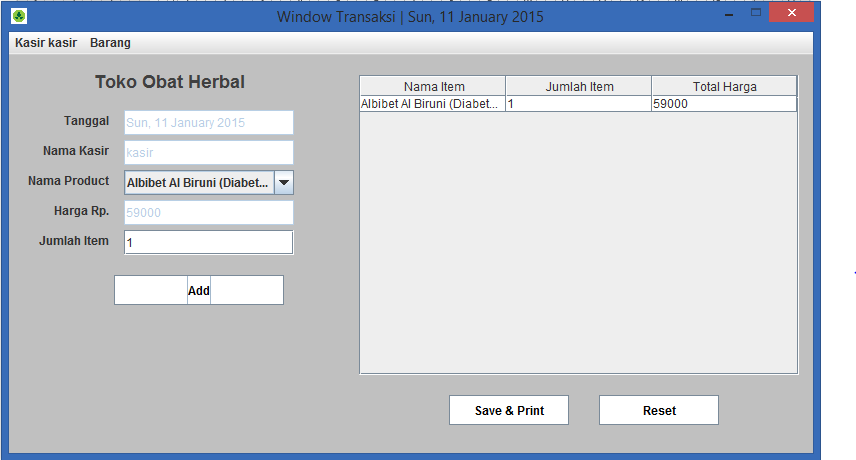 Window Transaksi | Sun, 11 January 2015
Kasir kasir Barang
Toko Obat Herbal
Tanggal Sun, 11 January 2015
Nama Kasir kasir
Nama Product Albibet Al Biruni (Diabet...
Harga Rp. 59000
Jumlah Item 1
Add
Nama Item Jumlah Item Total Harga
Albibet Al Biruni (Diabet... 1 59000
Save & Print Reset